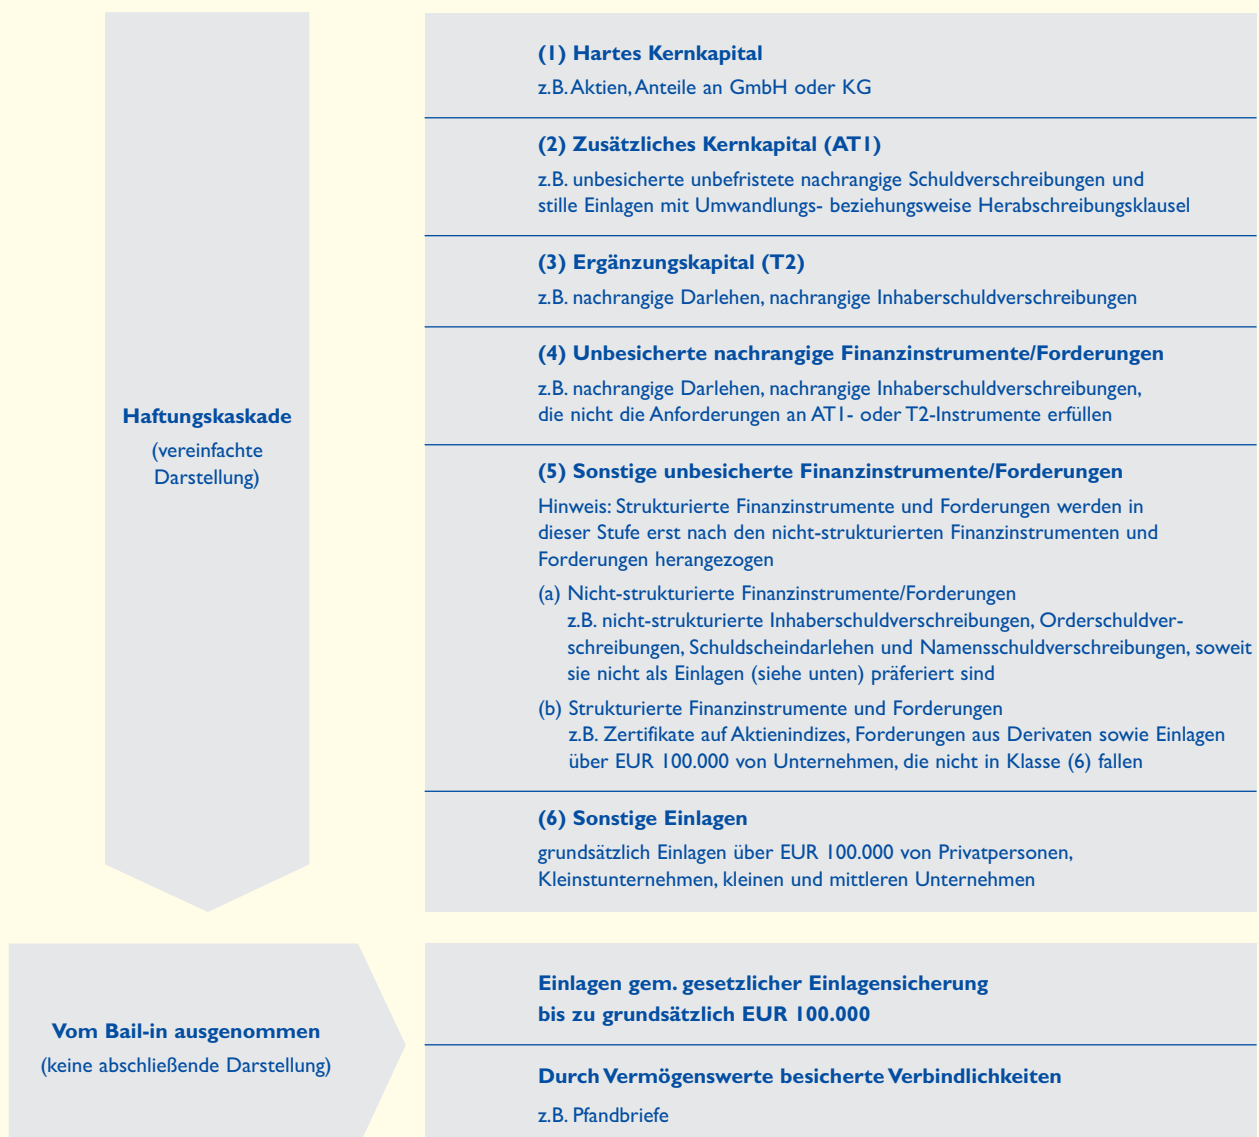 Haftungskaskade
(vereinfachte
Darstellung)
(1) Hartes Kernkapital
z.B. Aktien, Anteile an GmbH oder KG
(2) Zusätzliches Kernkapital (AT1)
z.B. unbesicherte unbefristete nachrangige Schuldverschreibungen und
stille Einlagen mit Umwandlungs- beziehungsweise Herabschreibungsklausel
(3) Ergänzungskapital (T2)
z.B. nachrangige Darlehen, nachrangige Inhaberschuldverschreibungen
(4) Unbesicherte nachrangige Finanzinstrumente/Forderungen
z.B. nachrangige Darlehen, nachrangige Inhaberschuldverschreibungen,
die nicht die Anforderungen an AT1- oder T2-Instrumente erfüllen
(5) Sonstige unbesicherte Finanzinstrumente/Forderungen
Hinweis: Strukturierte Finanzinstrumente und Forderungen werden in
dieser Stufe erst nach den nicht-strukturierten Finanzinstrumenten und
Forderungen herangezogen
(a) Nicht-strukturierte Finanzinstrumente/Forderungen
z.B. nicht-strukturierte Inhaberschuldverschreibungen, Orderschuldver-
schreibungen, Schuldscheindarlehen und Namensschuldverschreibungen, soweit
sie nicht als Einlagen (siehe unten) präferiert sind
(b) Strukturierte Finanzinstrumente und Forderungen
z.B. Zertifikate auf Aktienindizes, Forderungen aus Derivaten sowie Einlagen
über EUR 100.000 von Unternehmen, die nicht in Klasse (6) fallen
(6) Sonstige Einlagen
grundsätzlich Einlagen über EUR 100.000 von Privatpersonen,
Kleinstunternehmen, kleinen und mittleren Unternehmen
Vom Bail-in ausgenommen
(keine abschließende Darstellung)
Einlagen gem. gesetzlicher Einlagensicherung
bis zu grundsätzlich EUR 100.000
Durch Vermögenswerte besicherte Verbindlichkeiten
z.B. Pfandbriefe